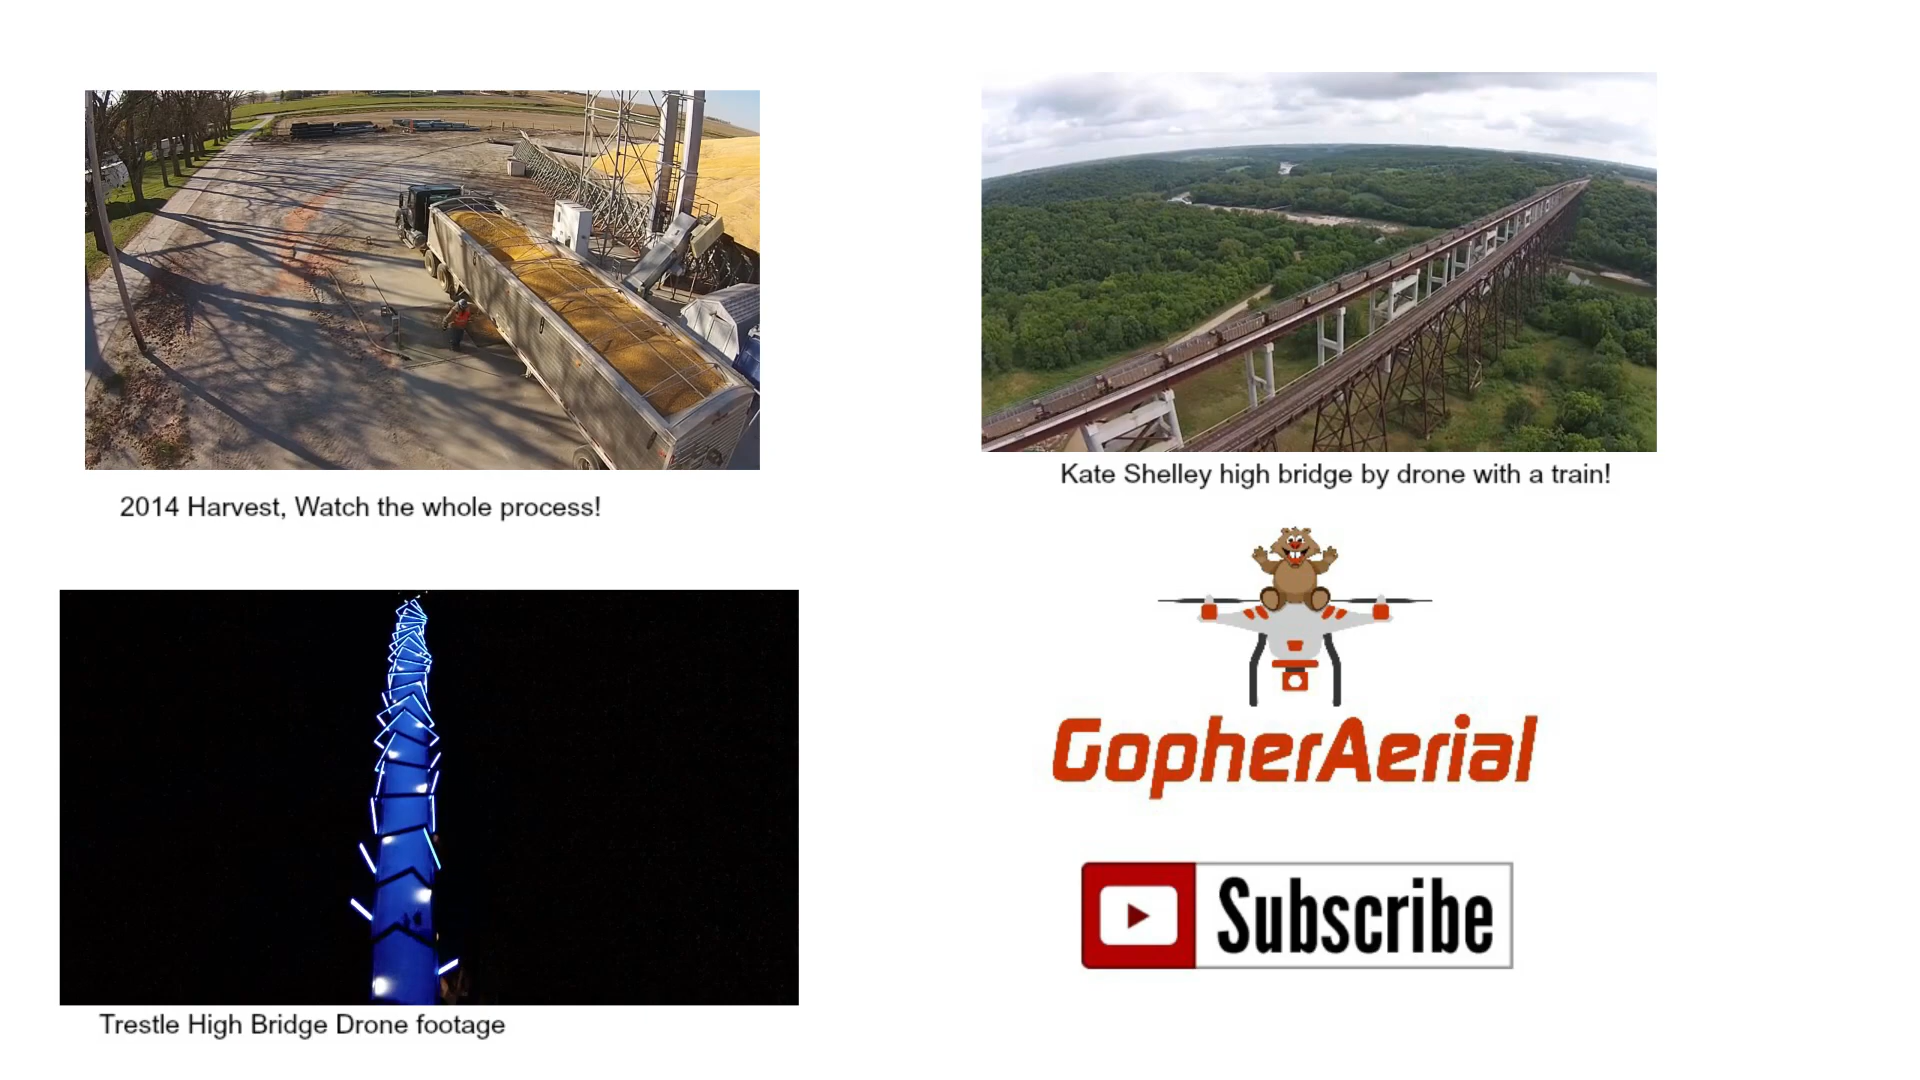 2014 Harvest, Watch the whole process!
Kate Shelley high bridge by drone with a train!
Trestle High Bridge Drone footage
GopherAerial
Subscribe